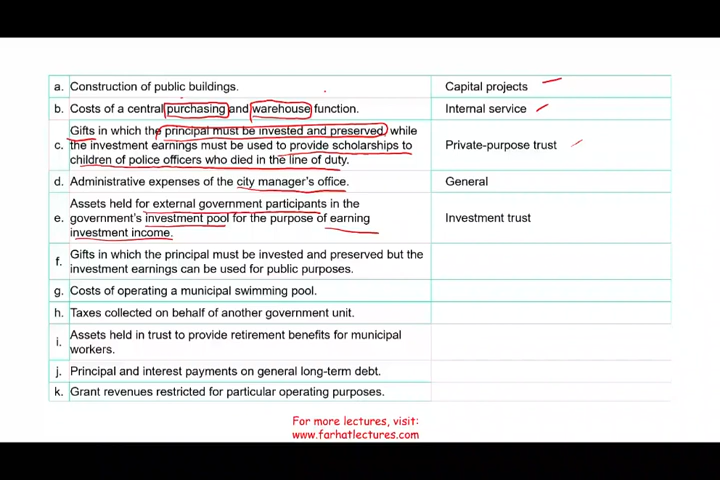 a. Construction of public buildings. Capital projects
b. Costs of a central purchasing and warehouse function. Internal service
Gifts in which the principal must be invested and preserved, while
c. the investment earnings must be used to provide scholarships to Private-purpose trust
children of police officers who died in the line of duty.
d. Administrative expenses of the city manager's office. General
Assets held for external government participants in the
e. government's investment pool for the purpose of earning Investment trust
investment income.
f. Gifts in which the principal must be invested and preserved but the
investment earnings can be used for public purposes.
g. Costs of operating a municipal swimming pool.
h. Taxes collected on behalf of another government unit.
i. Assets held in trust to provide retirement benefits for municipal
workers.
j. Principal and interest payments on general long-term debt.
k. Grant revenues restricted for particular operating purposes.
For more lectures, visit:
www.farhatlectures.com